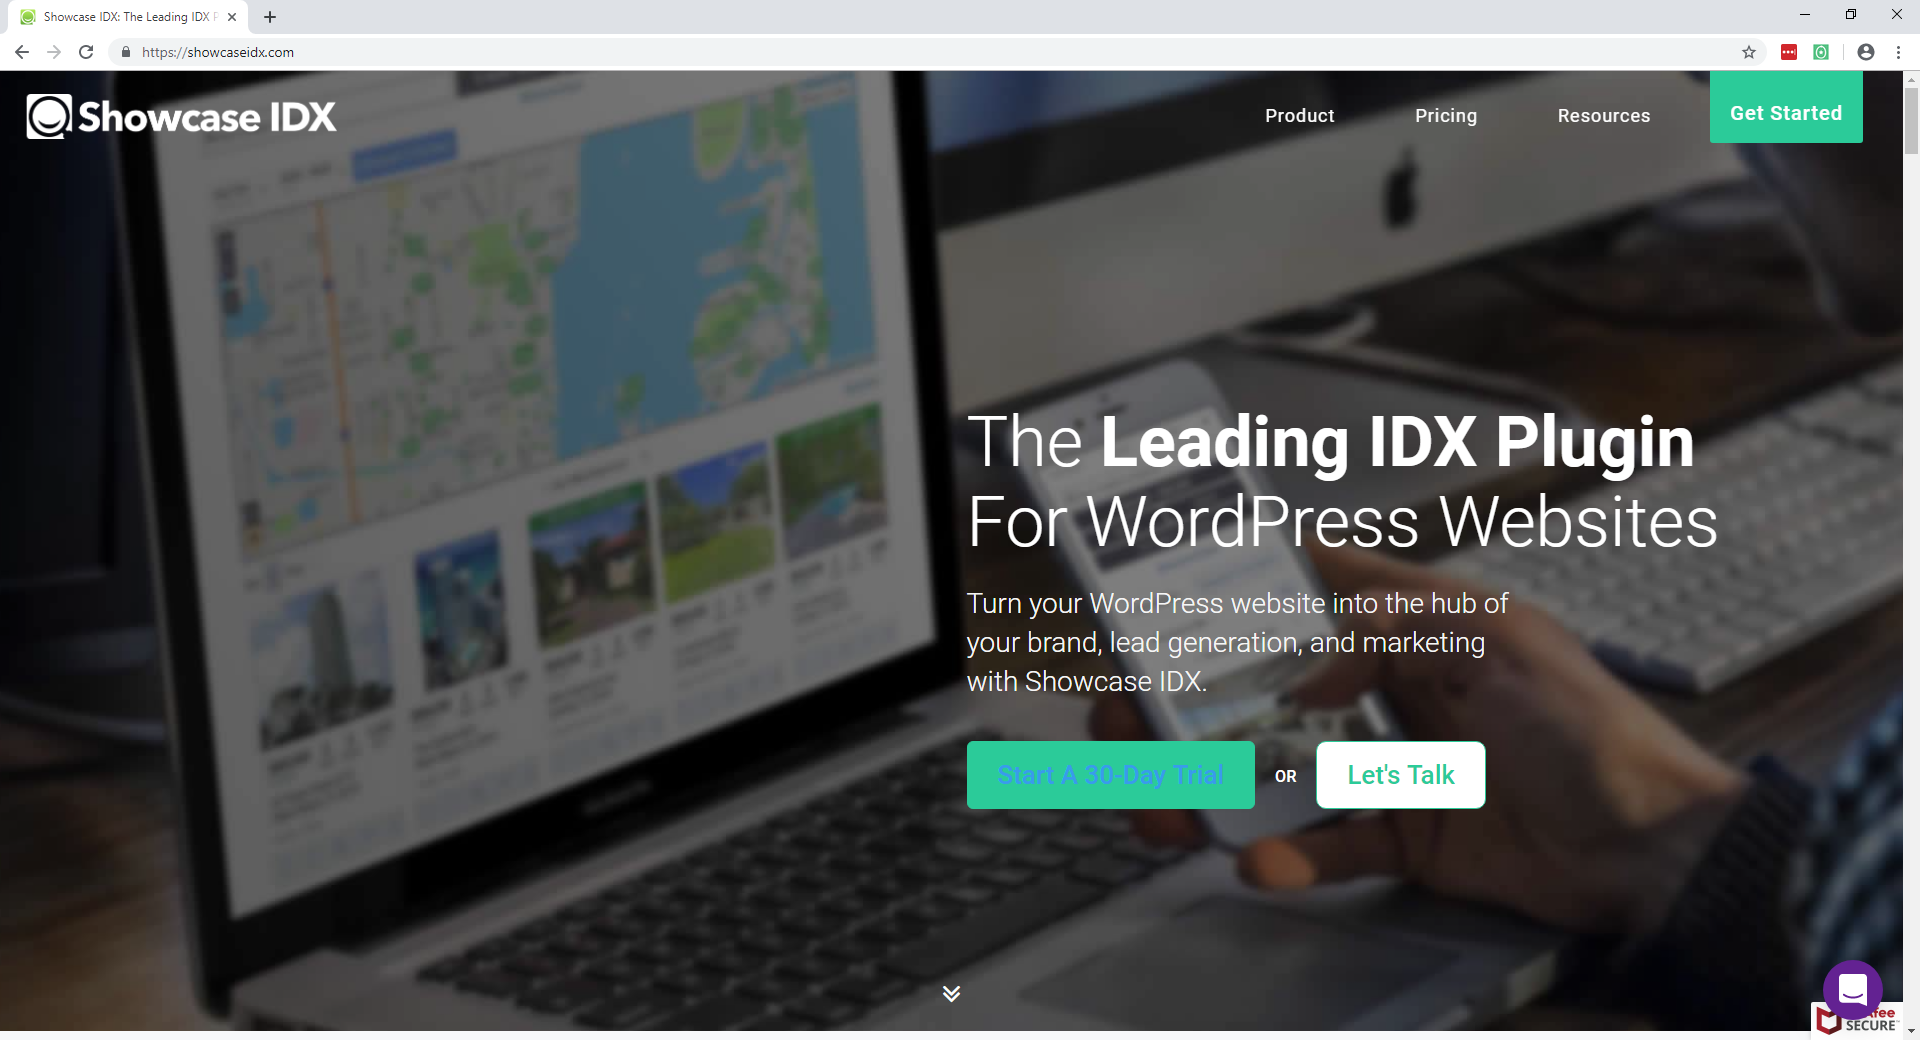 Showcase IDX: The Leading IDX P
https://showcaseidx.com
Showcase IDX
Product
Pricing
Resources
Get Started
The Leading IDX Plugin
For WordPress Websites
Turn your WordPress website into the hub of
your brand, lead generation, and marketing
with Showcase IDX.
Start A 30-Day Trial
OR
Let's Talk
SECURE